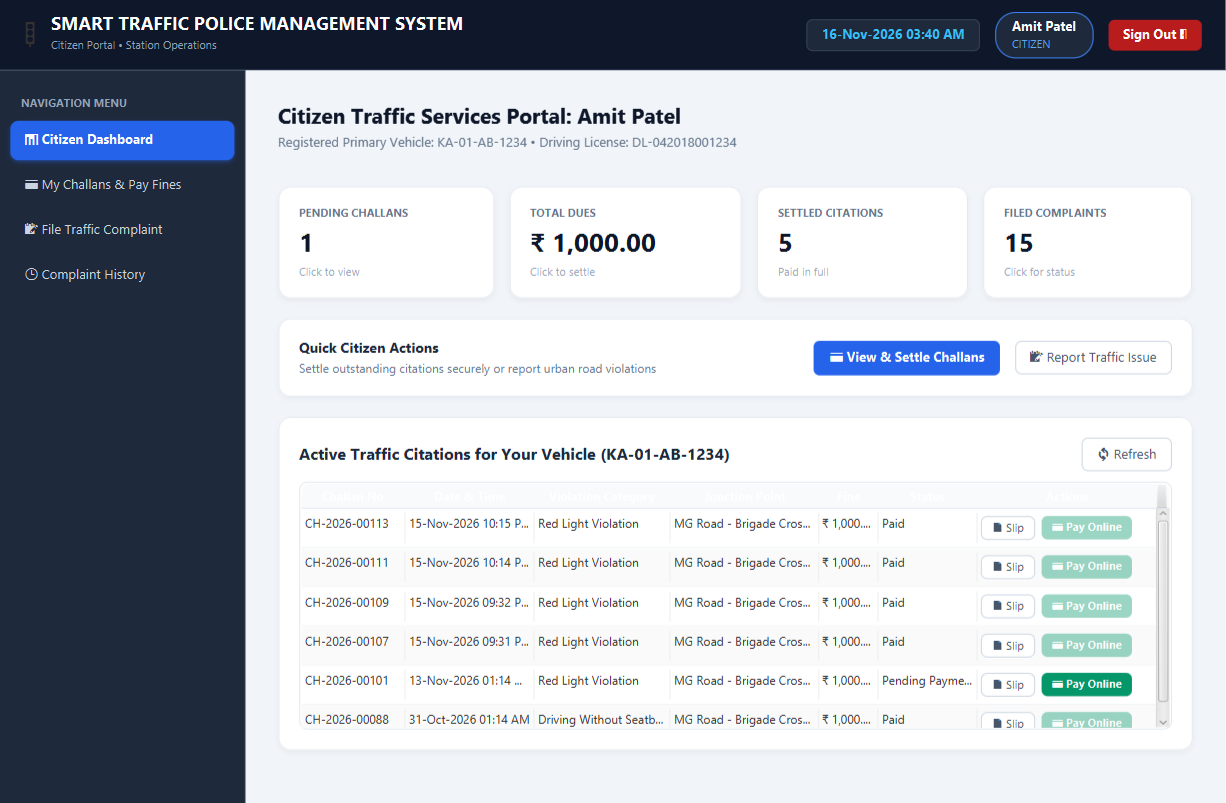 SMART TRAFFIC POLICE MANAGEMENT SYSTEM
Citizen Portal • Station Operations
16-Nov-2026 03:40 AM
Amit Patel
CITIZEN
Sign Out
NAVIGATION MENU
Citizen Dashboard
My Challans & Pay Fines
File Traffic Complaint
Complaint History
Citizen Traffic Services Portal: Amit Patel
Registered Primary Vehicle: KA-01-AB-1234 • Driving License: DL-042018001234
PENDING CHALLANS
1
Click to view
TOTAL DUES
₹ 1,000.00
Click to settle
SETTLED CITATIONS
5
Paid in full
FILED COMPLAINTS
15
Click for status
Quick Citizen Actions
Settle outstanding citations securely or report urban road violations
View & Settle Challans
Report Traffic Issue
Active Traffic Citations for Your Vehicle (KA-01-AB-1234)
Refresh
Challan No Date & Time Violation Category Junction Point Fine Status Actions
CH-2026-00113 15-Nov-2026 10:15 P... Red Light Violation MG Road - Brigade Cros... ₹ 1,000.... Paid Slip Pay Online
CH-2026-00111 15-Nov-2026 10:14 P... Red Light Violation MG Road - Brigade Cros... ₹ 1,000.... Paid Slip Pay Online
CH-2026-00109 15-Nov-2026 09:32 P... Red Light Violation MG Road - Brigade Cros... ₹ 1,000.... Paid Slip Pay Online
CH-2026-00107 15-Nov-2026 09:31 P... Red Light Violation MG Road - Brigade Cros... ₹ 1,000.... Paid Slip Pay Online
CH-2026-00101 13-Nov-2026 01:14 ... Red Light Violation MG Road - Brigade Cros... ₹ 1,000.... Pending Payme... Slip Pay Online
CH-2026-00088 31-Oct-2026 01:14 AM Driving Without Seatb... MG Road - Brigade Cros... ₹ 1,000.... Paid Slip Pay Online